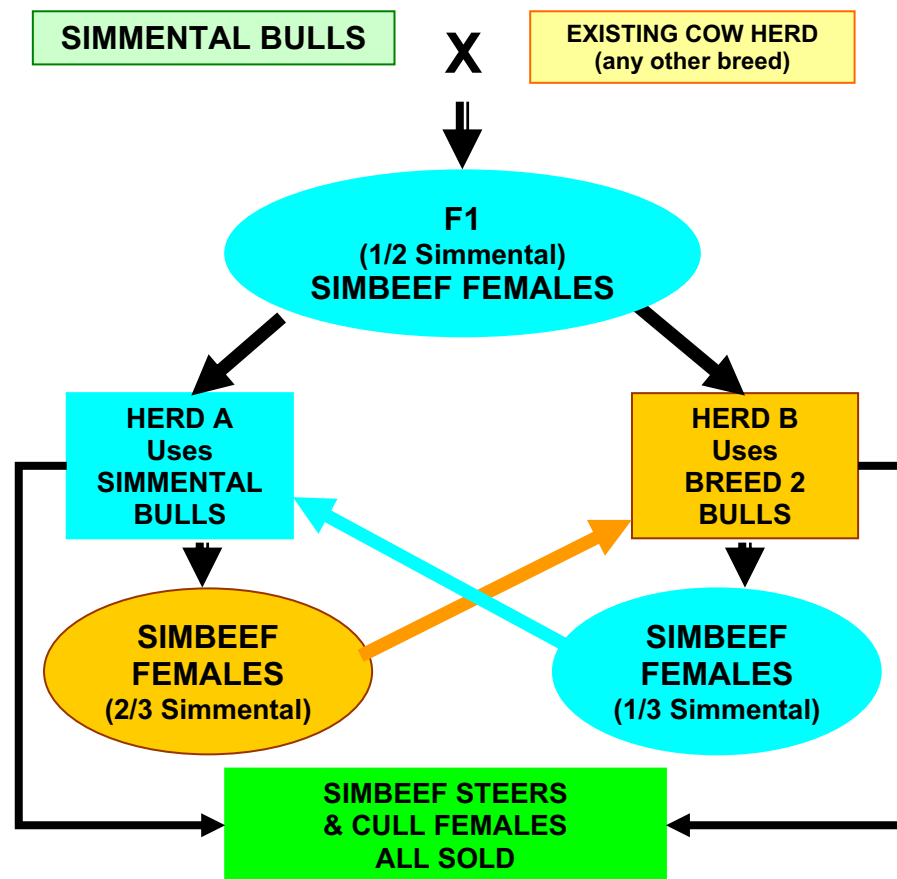 SIMMENTAL BULLS
X
EXISTING COW HERD
(any other breed)
F1
(1/2 Simmental)
SIMBEEF FEMALES
HERD A
Uses
SIMMENTAL
BULLS
HERD B
Uses
BREED 2
BULLS
SIMBEEF
FEMALES
(2/3 Simmental)
SIMBEEF
FEMALES
(1/3 Simmental)
SIMBEEF STEERS
& CULL FEMALES
ALL SOLD